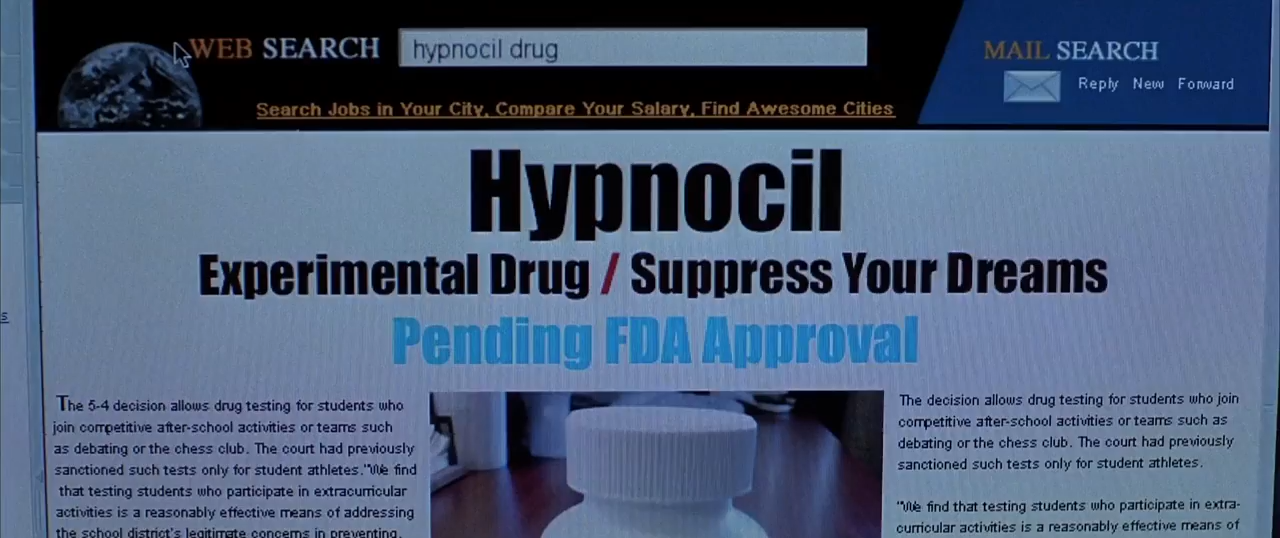 WEB SEARCH hypnocil drug
MAIL SEARCH
Reply New Forward
Search Jobs in Your City, Compare Your Salary, Find Awesome Cities
Hypnocil
Experimental Drug / Suppress Your Dreams
Pending FDA Approval
The 5-4 decision allows drug testing for students who
join competitive after-school activities or teams such
as debating or the chess club. The court had previously
sanctioned such tests only for student athletes."We find
that testing students who participate in extracurricular
activities is a reasonably effective means of addressing
the school district's legitimate concerns in preventing,
The decision allows drug testing for students who join
competitive after-school activities or teams such as
debating or the chess club. The court had previously
sanctioned such tests only for student athletes.
"We find that testing students who participate in extra-
curricular activities is a reasonably effective means of
s